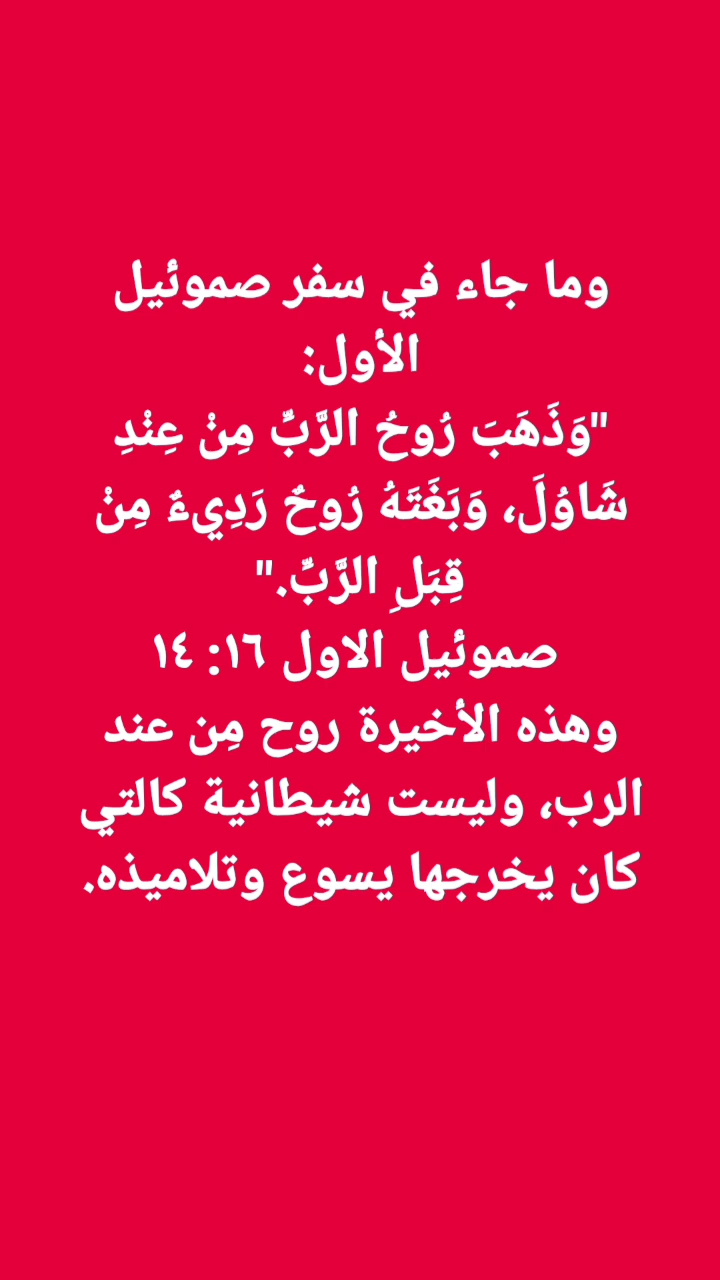 وما جاء في سفر صموئيل
الأول:
"وَذَهَبَ رُوحُ الرَّبِّ مِنْ عِنْدِ
شَاوُلَ، وَبَغَتَهُ رُوحٌ رَدِيءٌ مِنْ
قِبَلِ الرَّبِّ."
صموئيل الاول ١٦: ١٤
وهذه الأخيرة روح مِن عند
الرب، وليست شيطانية كالتي
كان يخرجها يسوع وتلاميذه.